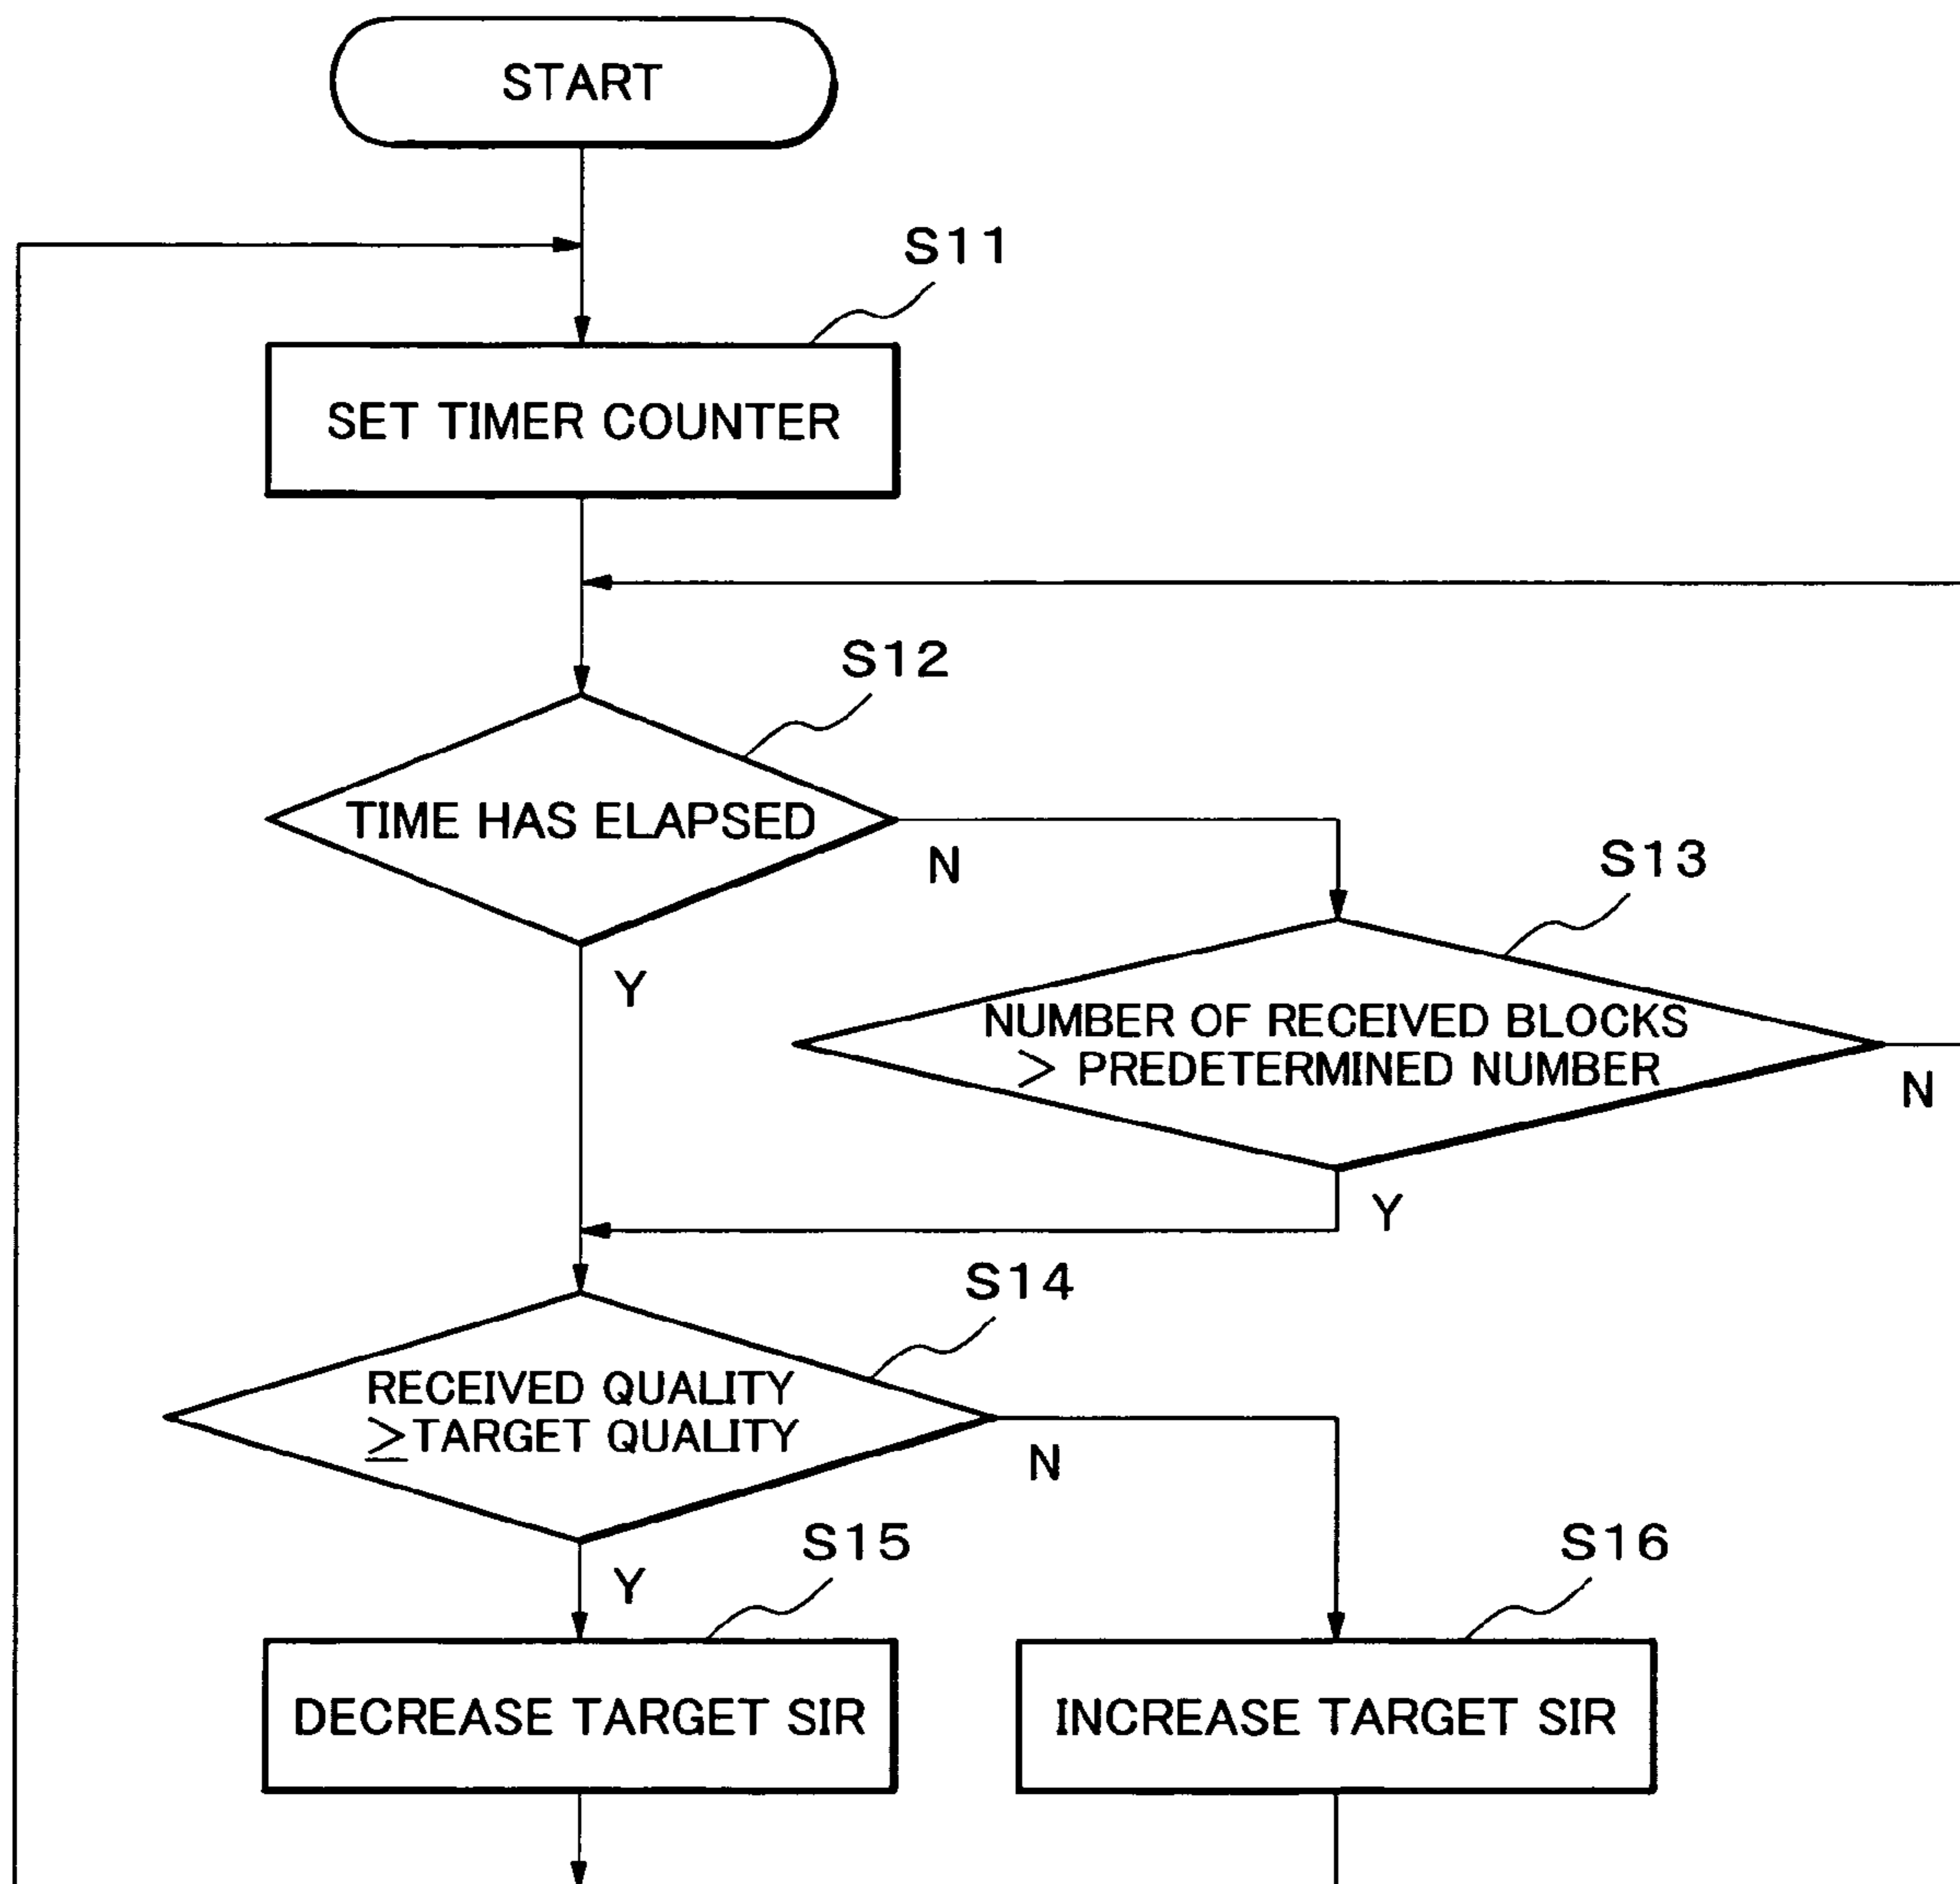 START
S11
SET TIMER COUNTER
S12
TIME HAS ELAPSED
N
S13
Y
NUMBER OF RECEIVED BLOCKS
> PREDETERMINED NUMBER
N
Y
S14
RECEIVED QUALITY
≥TARGET QUALITY
N
S15
S16
Y
DECREASE TARGET SIR
INCREASE TARGET SIR